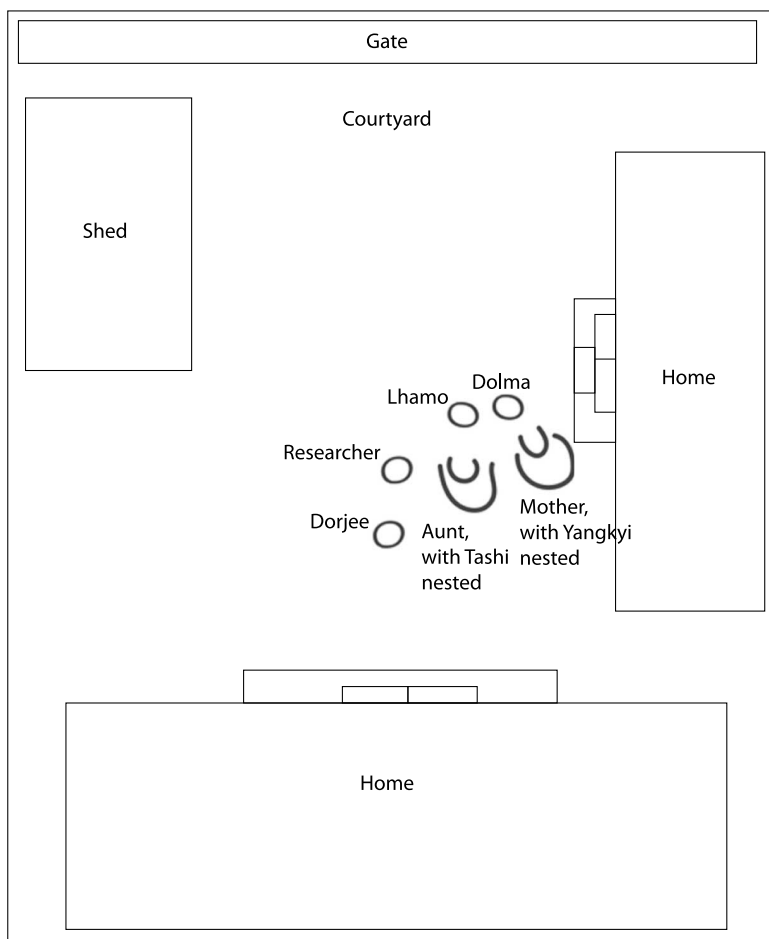 Gate
Courtyard
Shed
Home
Dolma
Lhamo
Researcher
Dorjee
Aunt,
with Tashi
nested
Mother,
with Yangkyi
nested
Home